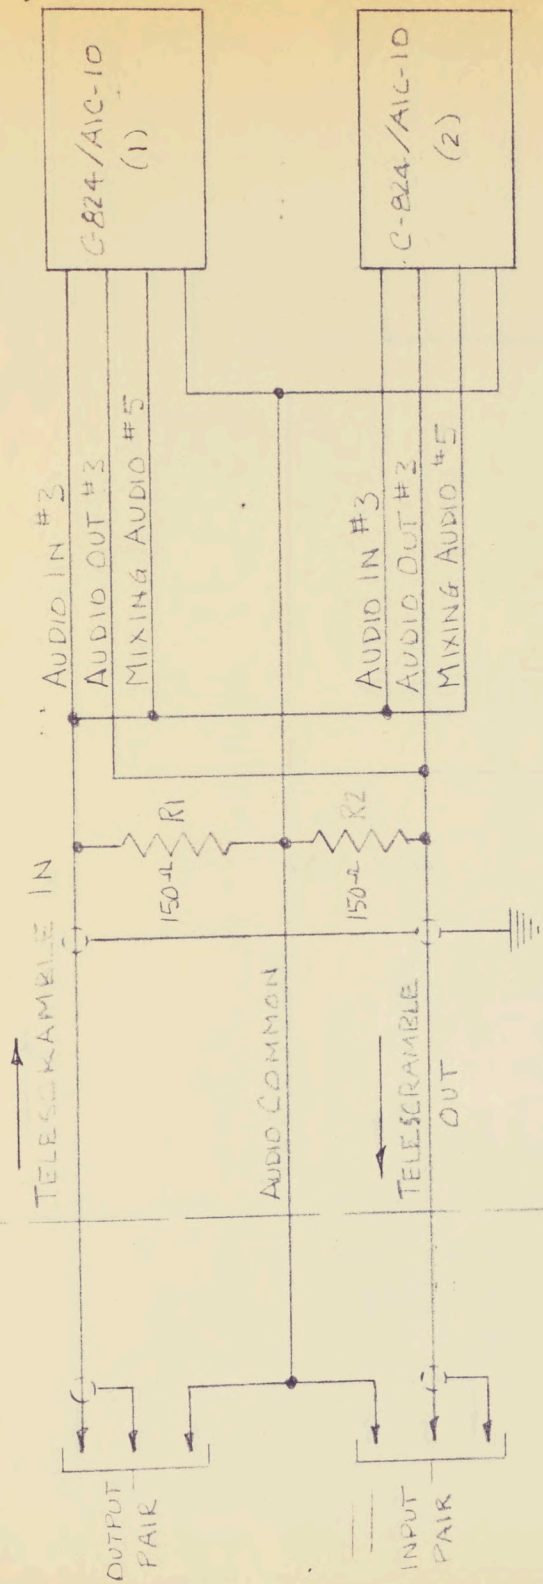 OUTPUT
PAIR
INPUT
PAIR
TELESCRAMBLE IN
AUDIO COMMON
TELESCRAMBLE
OUT
R1
150Ω
R2
150Ω
AUDIO IN #3
AUDIO OUT #3
MIXING AUDIO #5
AUDIO IN #3
AUDIO OUT #3
MIXING AUDIO #5
C-824/AIC-10
(1)
C-824/AIC-10
(2)